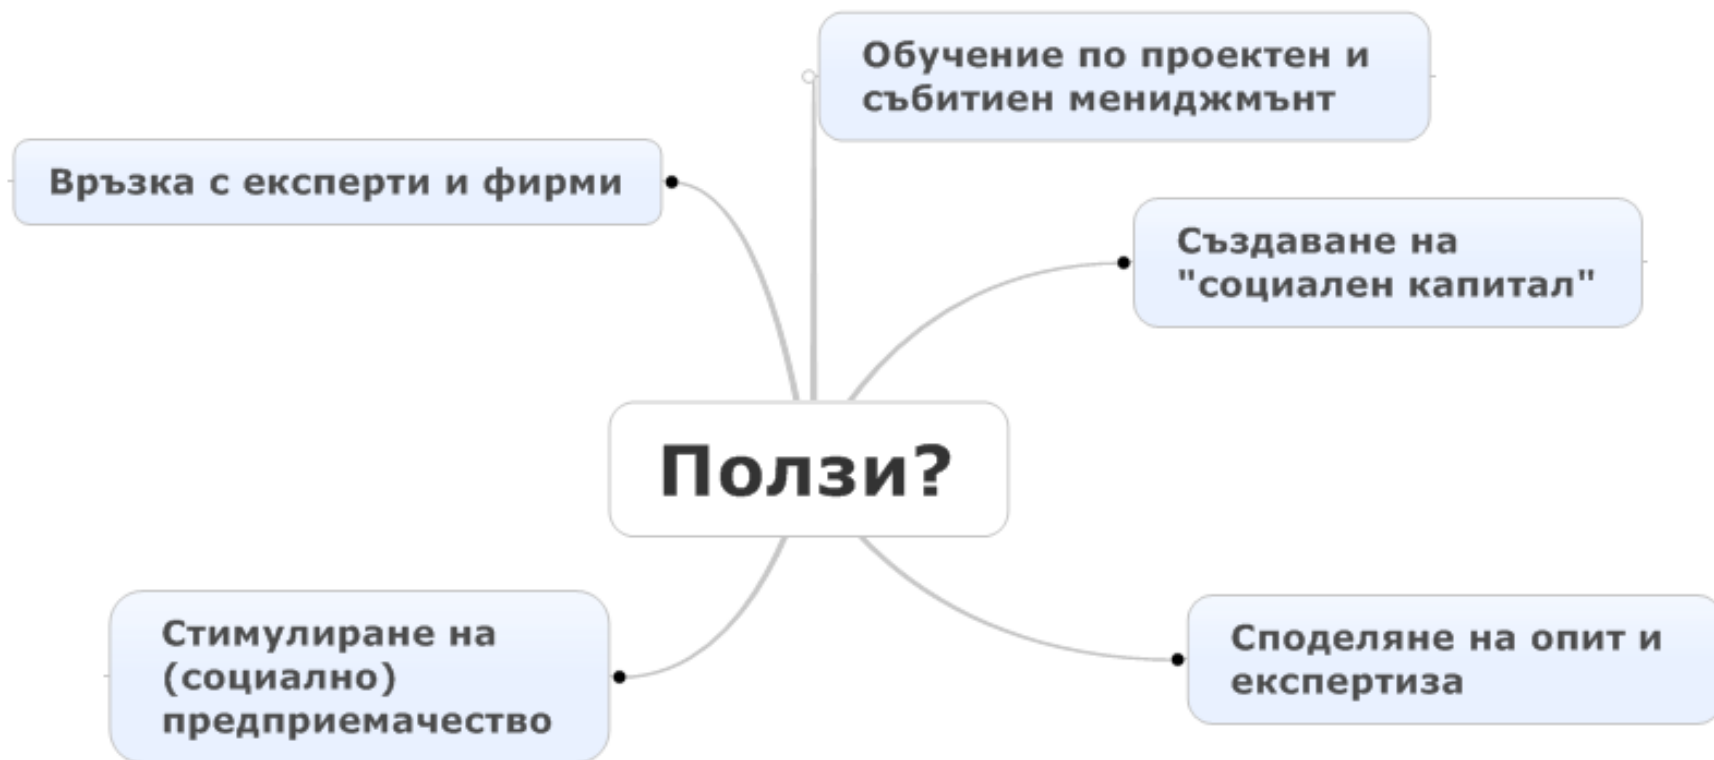 Обучение по проектен и
събитиен мениджмънт
Връзка с експерти и фирми
Създаване на
"социален капитал"
Ползи?
Стимулиране на
(социално)
предприемачество
Споделяне на опит и
експертиза